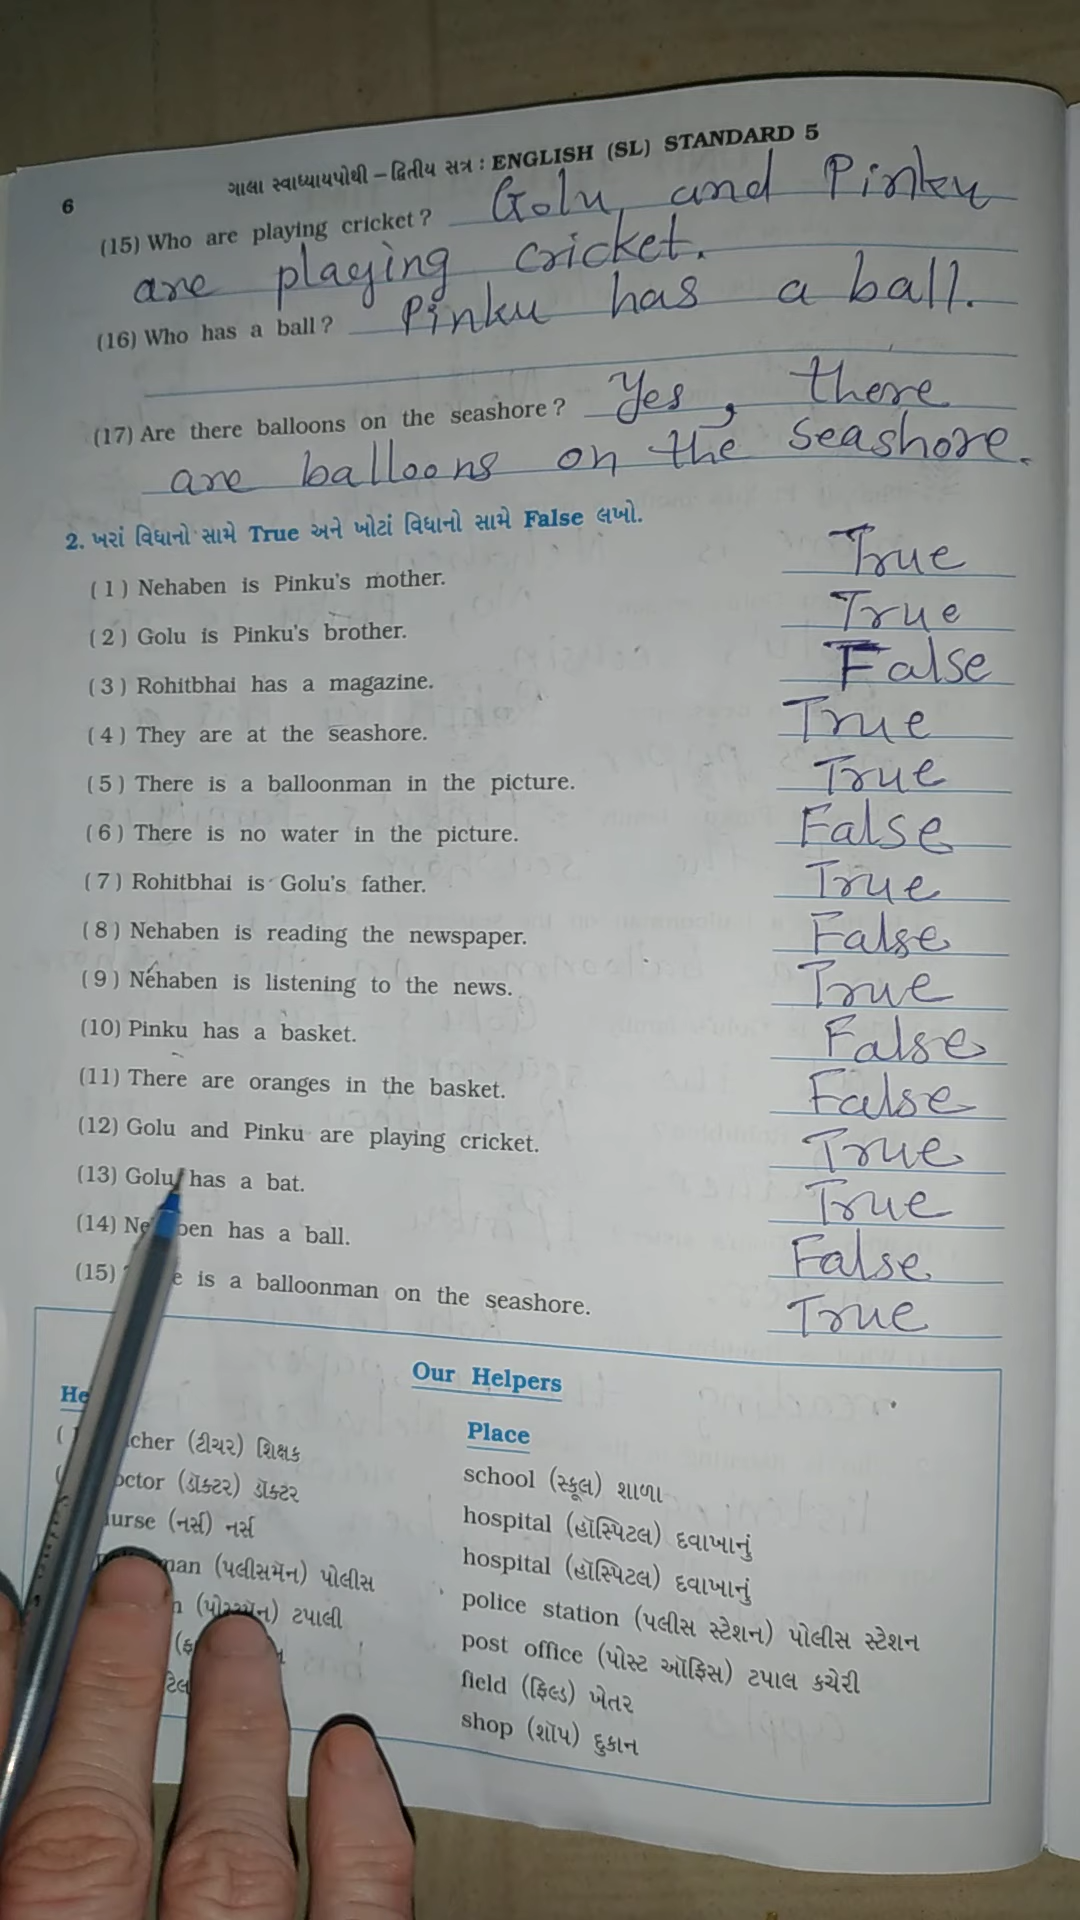 6
ગાલા સ્વાધ્યાયપોથી – દ્વિતીય સત્ર : ENGLISH (SL) STANDARD 5
(15) Who are playing cricket ? Golu and Pinku
are playing cricket.
(16) Who has a ball ? Pinku has a ball.
(17) Are there balloons on the seashore ? Yes, there
are balloons on the seashore.
2. ખરાં વિધાનો સામે True અને ખોટાં વિધાનો સામે False લખો.
(1) Nehaben is Pinku's mother. True
(2) Golu is Pinku's brother. True
(3) Rohitbhai has a magazine. False
(4) They are at the seashore. True
(5) There is a balloonman in the picture. True
(6) There is no water in the picture. False
(7) Rohitbhai is Golu's father. True
(8) Nehaben is reading the newspaper. False
(9) Nehaben is listening to the news. True
(10) Pinku has a basket. False
(11) There are oranges in the basket. False
(12) Golu and Pinku are playing cricket. True
(13) Golu has a bat. True
(14) has a ball. False
(15) is a balloonman on the seashore. True
Our Helpers
Place
(ટીચર) શિક્ષક school (સ્કૂલ) શાળા
(ડૉક્ટર) ડૉક્ટર hospital (હૉસ્પિટલ) દવાખાનું
(નર્સ) નર્સ hospital (હૉસ્પિટલ) દવાખાનું
(પલીસમૅન) પોલીસ police station (પલીસ સ્ટેશન) પોલીસ સ્ટેશન
ટપાલી post office (પોસ્ટ ઑફિસ) ટપાલ કચેરી
field (ફિલ્ડ) ખેતર
shop (શૉપ) દુકાન